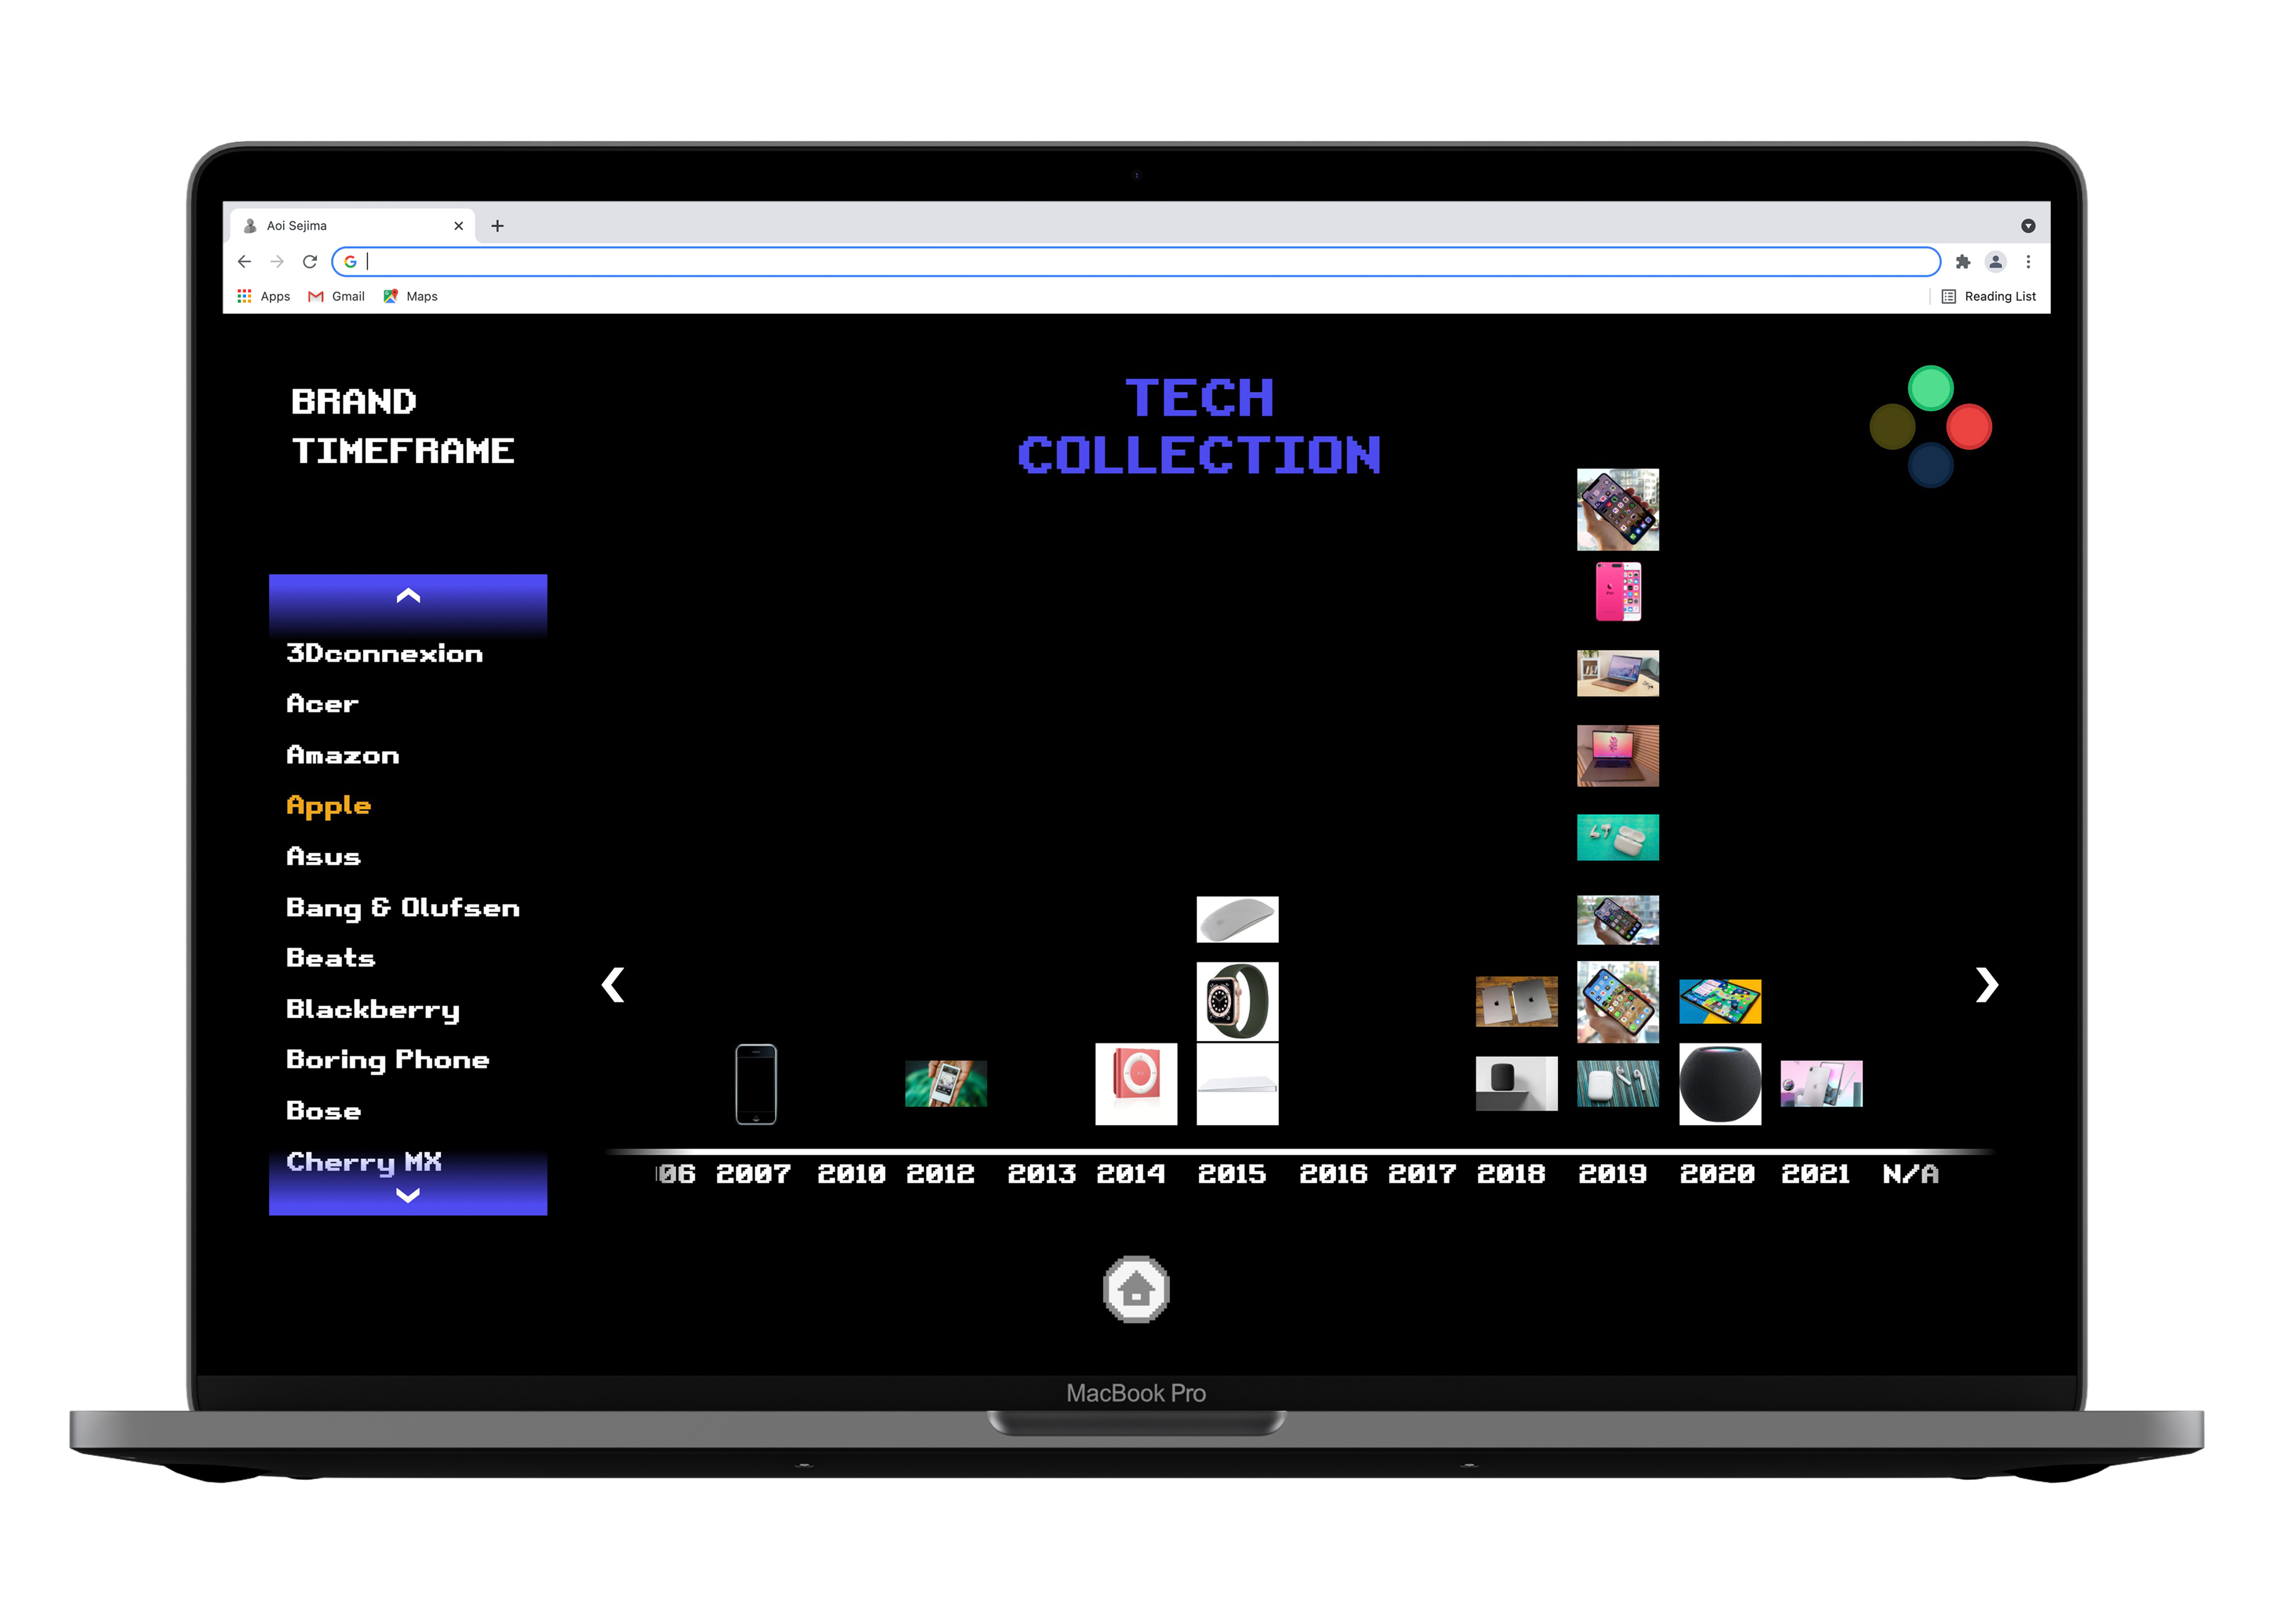 Aoi Sejima
Apps Gmail Maps Reading List
BRAND
TIMEFRAME
TECH
COLLECTION
3Dconnexion
Acer
Amazon
Apple
Asus
Bang & Olufsen
Beats
Blackberry
Boring Phone
Bose
Cherry MX
06 2007 2010 2012 2013 2014 2015 2016 2017 2018 2019 2020 2021 N/A
MacBook Pro